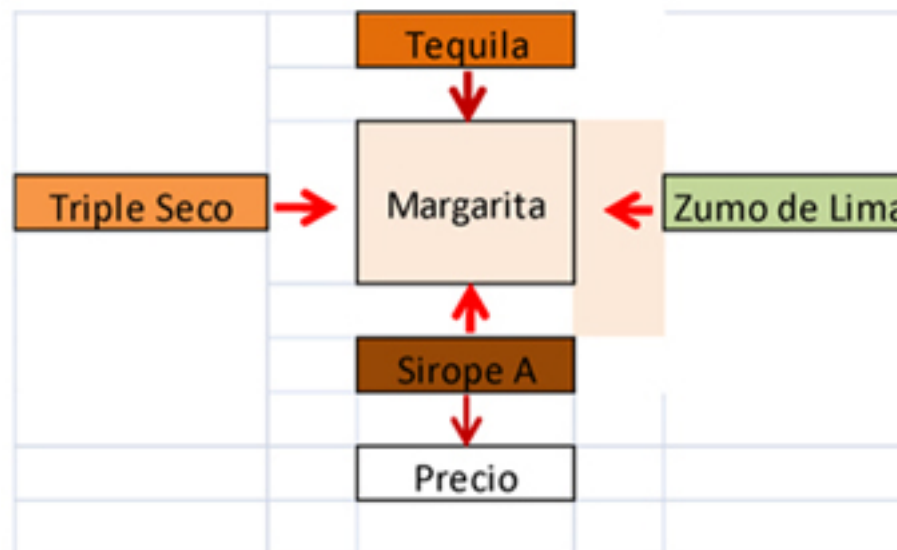 Tequila
Triple Seco
Margarita
Zumo de Lima
Sirope A
Precio